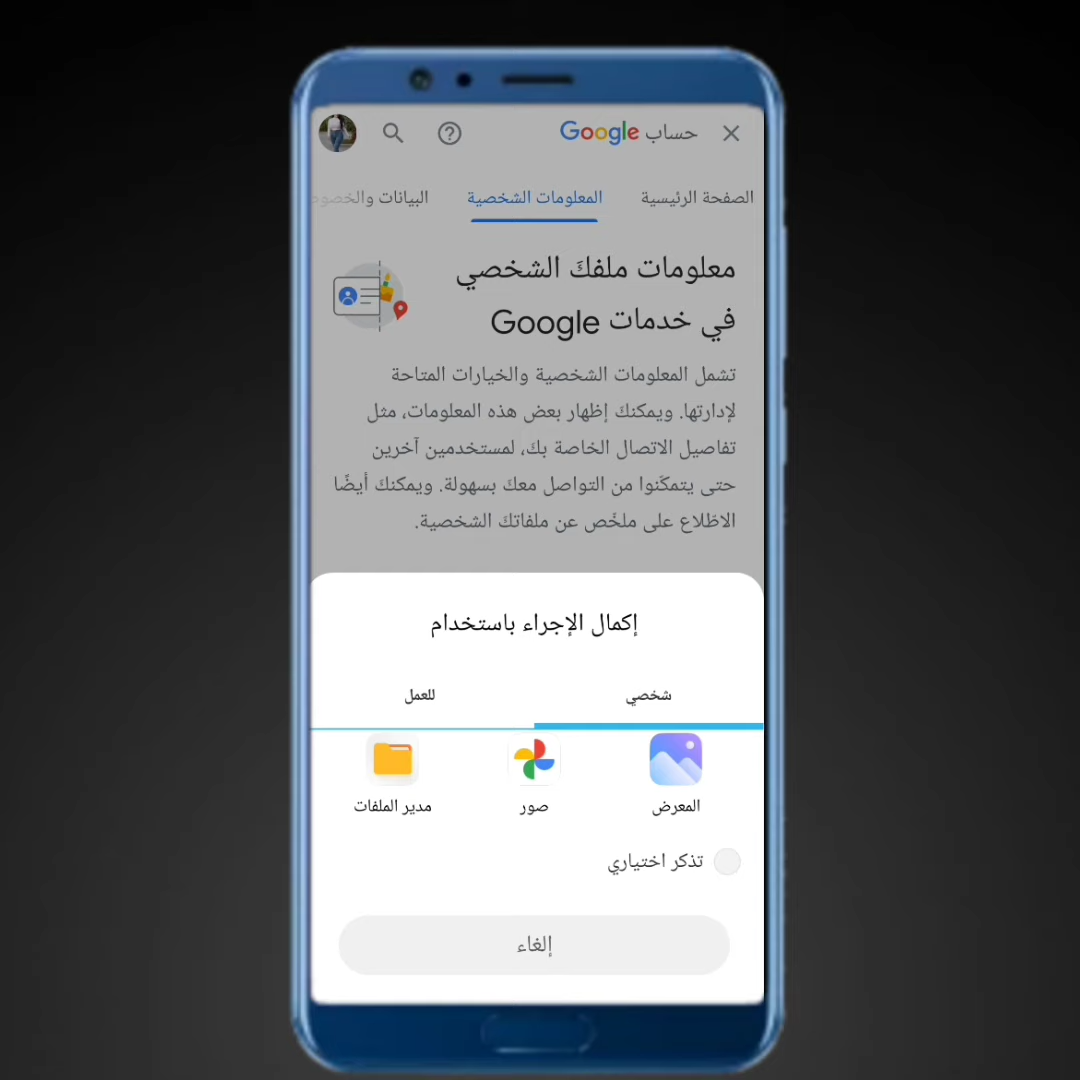 حساب Google
الصفحة الرئيسية
المعلومات الشخصية
البيانات والخصوص
معلومات ملفكَ الشخصي
في خدمات Google
تشمل المعلومات الشخصية والخيارات المتاحة
لإدارتها. ويمكنكَ إظهار بعض هذه المعلومات، مثل
تفاصيل الاتصال الخاصة بكَ، لمستخدمين آخرين
حتى يتمكّنوا من التواصل معكَ بسهولة. ويمكنكَ أيضًا
الاطّلاع على ملخّص عن ملفاتكَ الشخصية.
إكمال الإجراء باستخدام
شخصي
للعمل
المعرض
صور
مدير الملفات
تذكر اختياري
إلغاء